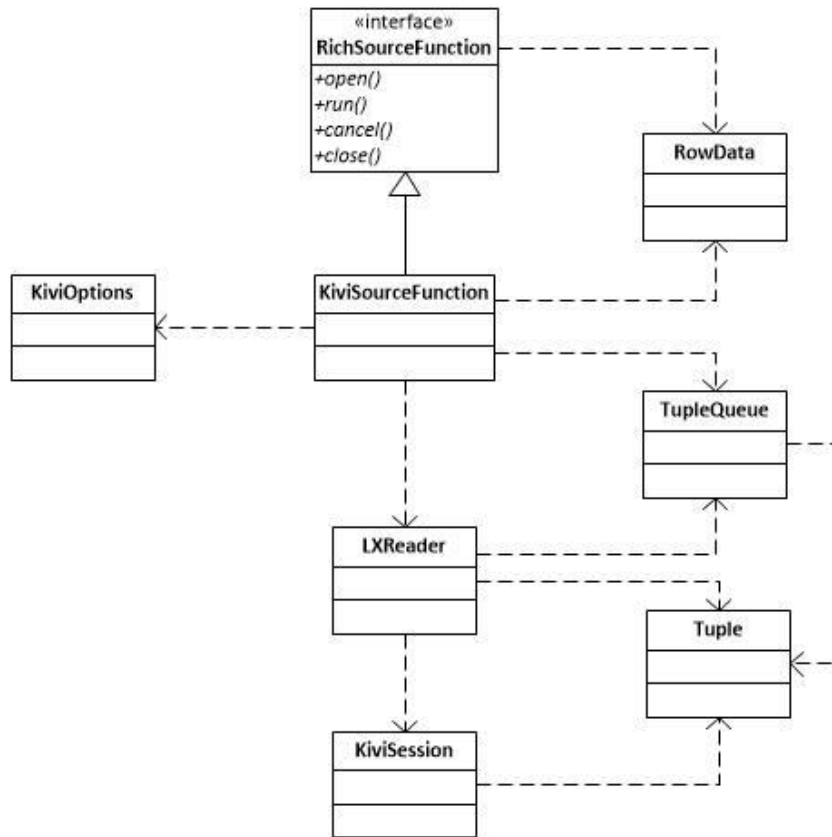 «interface»
RichSourceFunction
+open()
+run()
+cancel()
+close()
RowData
KiviOptions
KiviSourceFunction
TupleQueue
LXReader
Tuple
KiviSession